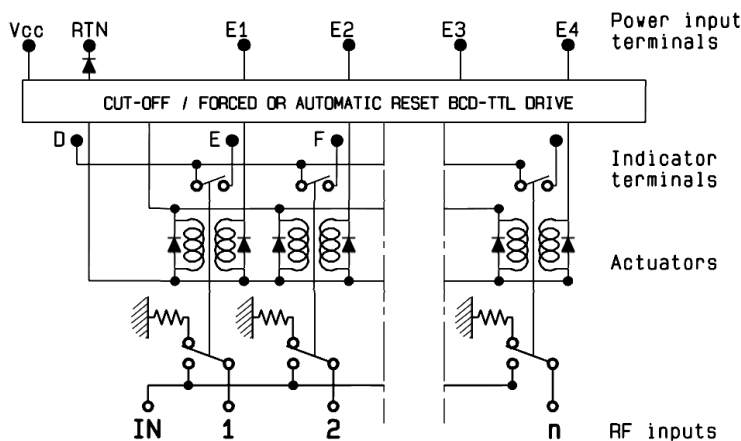 Vcc RTN E1 E2 E3 E4 Power input
terminals
CUT-OFF / FORCED OR AUTOMATIC RESET BCD-TTL DRIVE
D E F
Indicator
terminals
Actuators
IN 1 2 n RF inputs